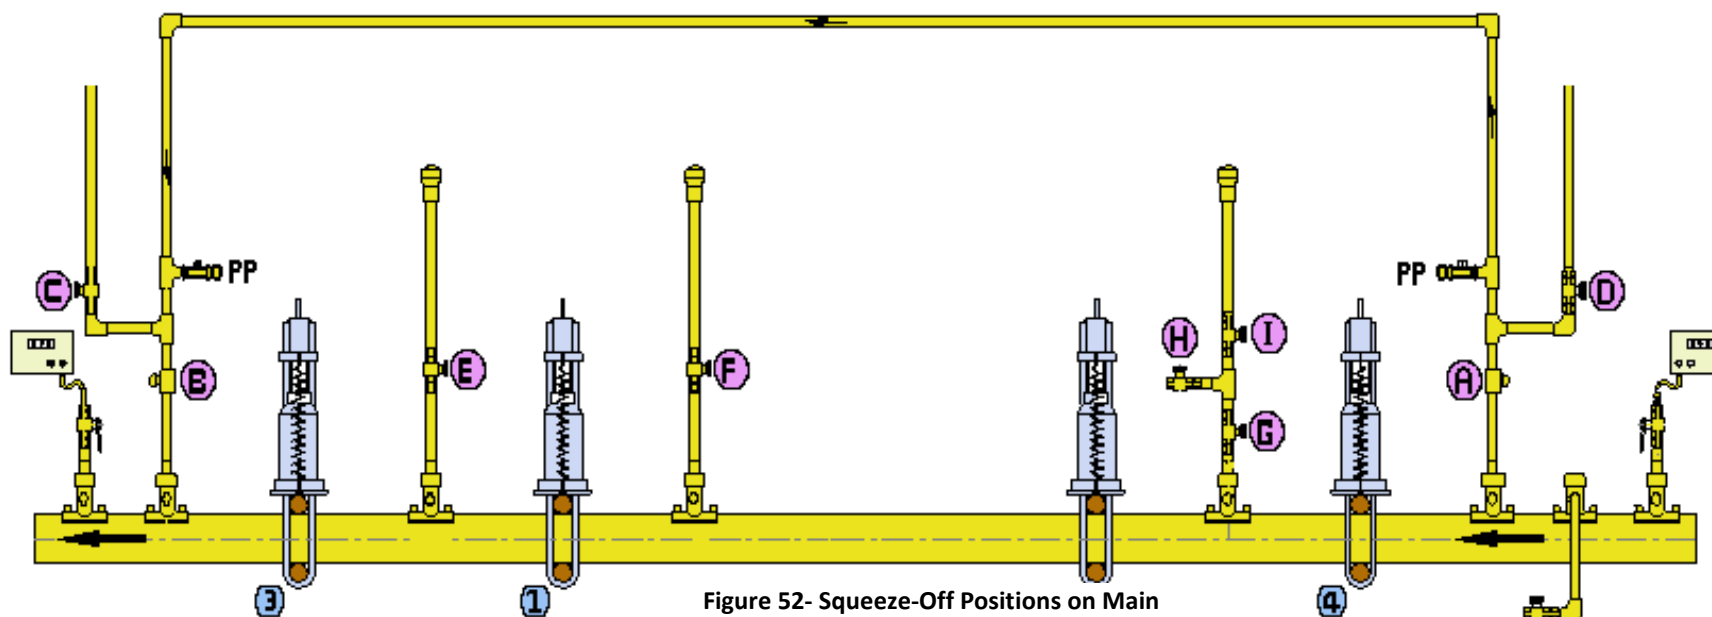 PP
PP
C
D
H
I
E
F
B
A
G
3
1
4
Figure 52- Squeeze-Off Positions on Main